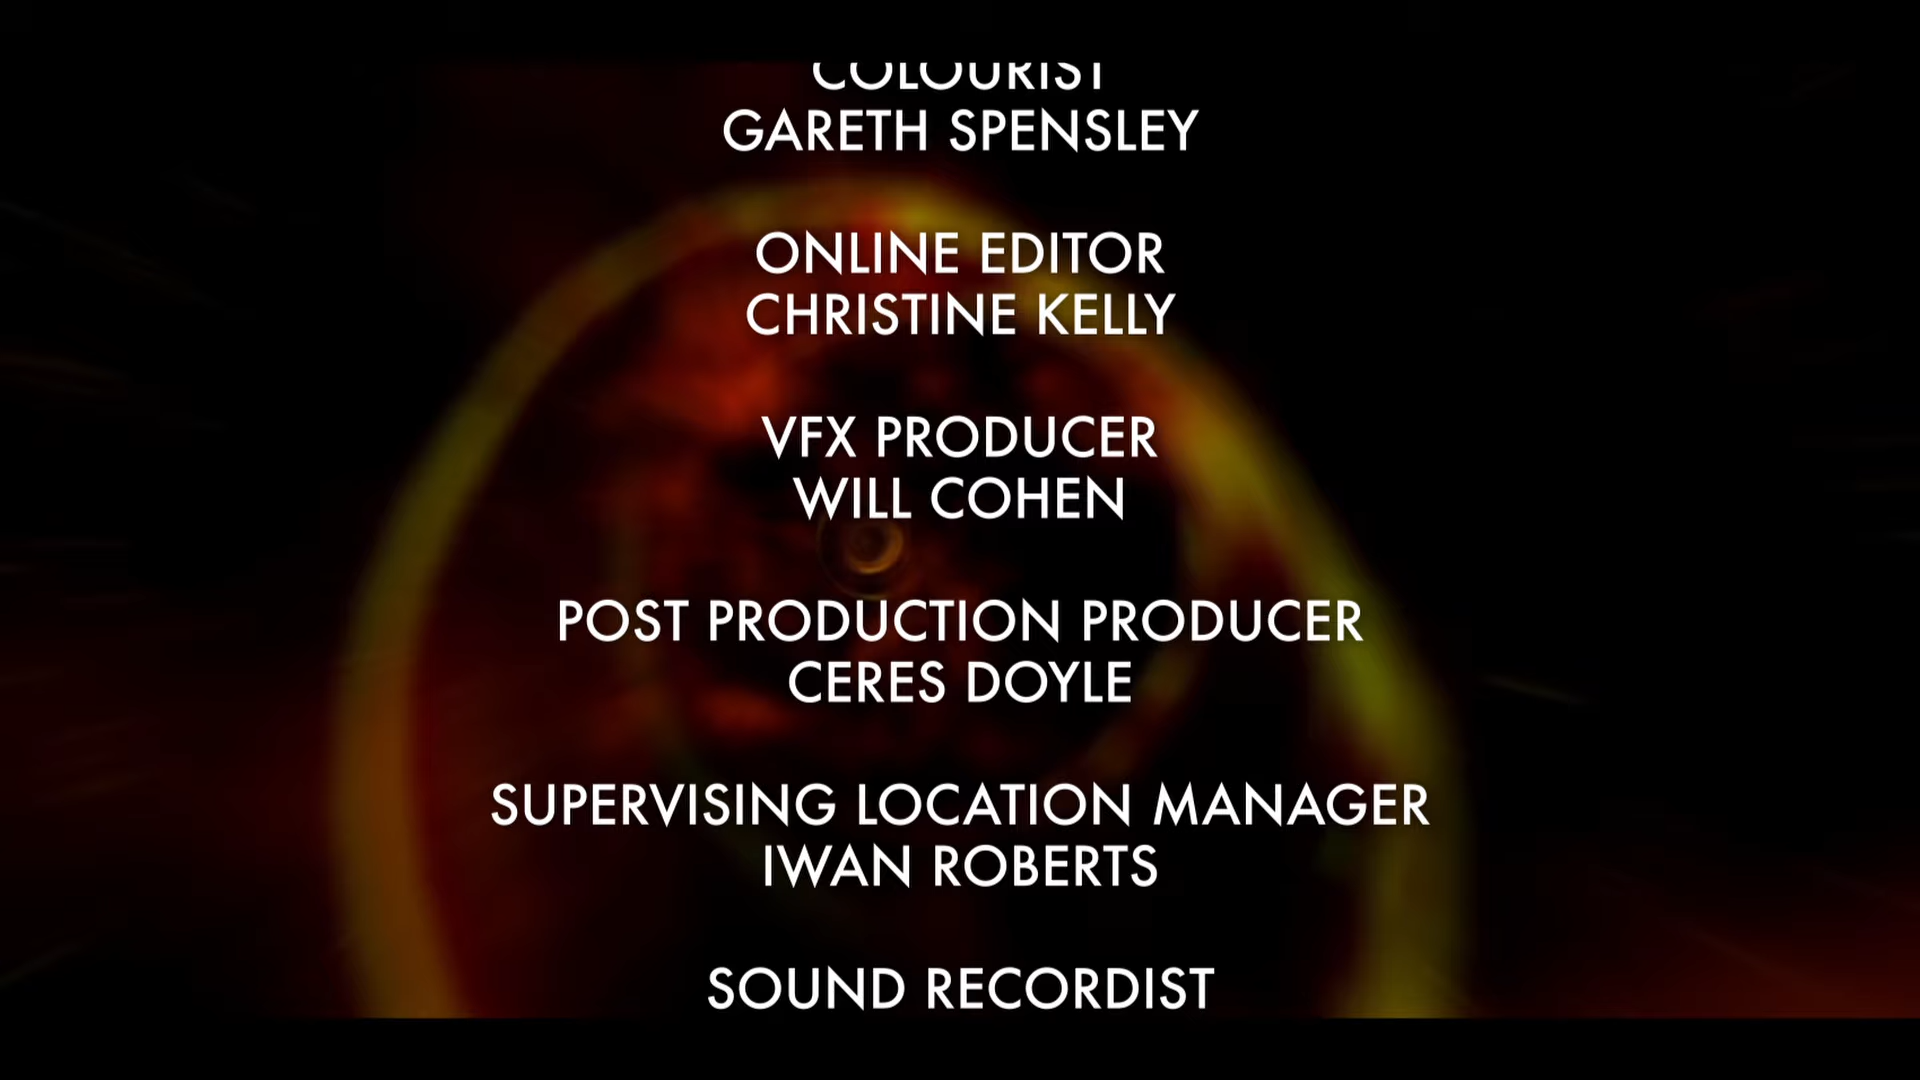 COLOURIST
GARETH SPENSLEY
ONLINE EDITOR
CHRISTINE KELLY
VFX PRODUCER
WILL COHEN
POST PRODUCTION PRODUCER
CERES DOYLE
SUPERVISING LOCATION MANAGER
IWAN ROBERTS
SOUND RECORDIST